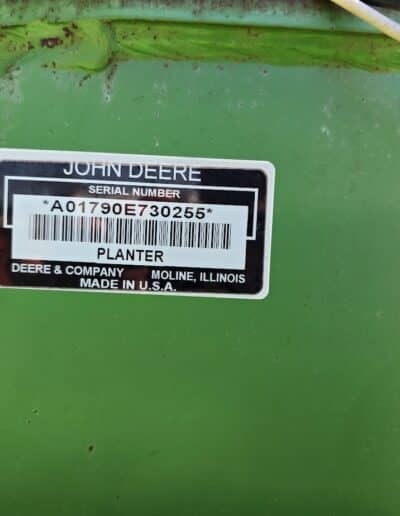 JOHN DEERE
SERIAL NUMBER
*A01790E730255*
PLANTER
DEERE & COMPANY MOLINE, ILLINOIS
MADE IN U.S.A.